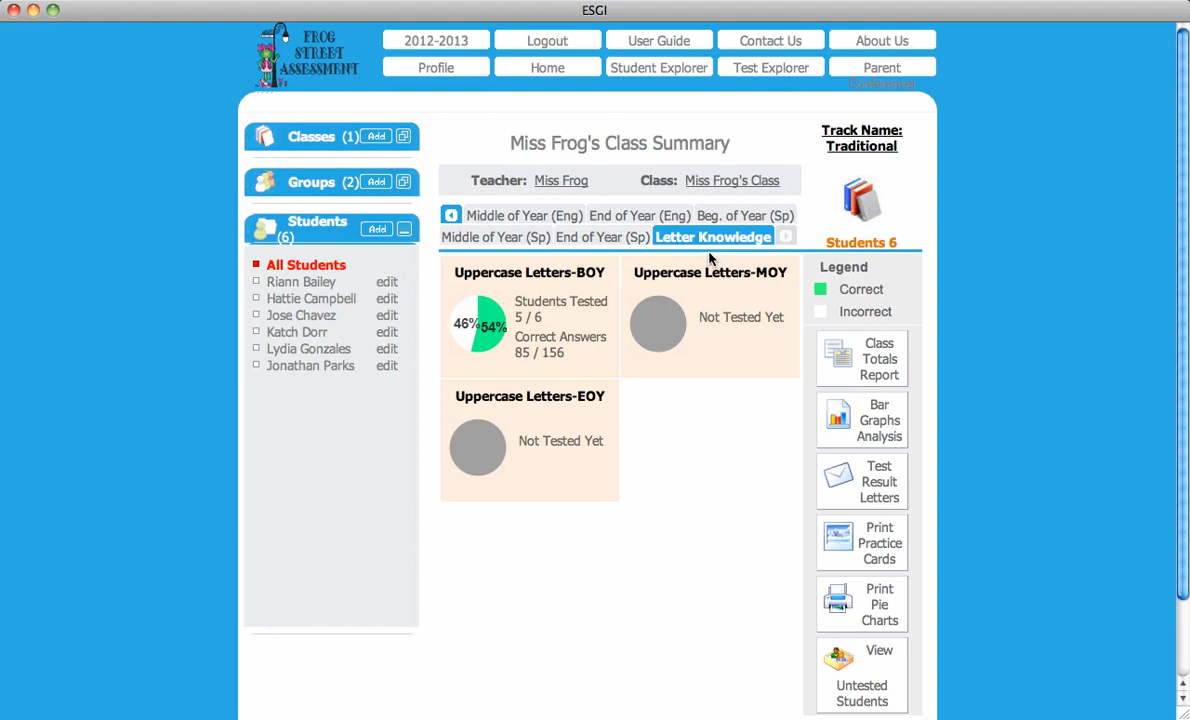 ESGI
FROG
STREET
ASSESSMENT
2012-2013
Logout
User Guide
Contact Us
About Us
Profile
Home
Student Explorer
Test Explorer
Parent
Conferencer
Classes (1)
Add
Groups (2)
Add
Students
(6)
Add
All Students
Riann Bailey edit
Hattie Campbell edit
Jose Chavez edit
Katch Dorr edit
Lydia Gonzales edit
Jonathan Parks edit
Miss Frog's Class Summary
Teacher: Miss Frog Class: Miss Frog's Class
Middle of Year (Eng) End of Year (Eng) Beg. of Year (Sp)
Middle of Year (Sp) End of Year (Sp) Letter Knowledge
Uppercase Letters-BOY
46% 54%
Students Tested
5 / 6
Correct Answers
85 / 156
Uppercase Letters-MOY
Not Tested Yet
Uppercase Letters-EOY
Not Tested Yet
Track Name:
Traditional
Students 6
Legend
Correct
Incorrect
Class
Totals
Report
Bar
Graphs
Analysis
Test
Result
Letters
Print
Practice
Cards
Print
Pie
Charts
View
Untested
Students